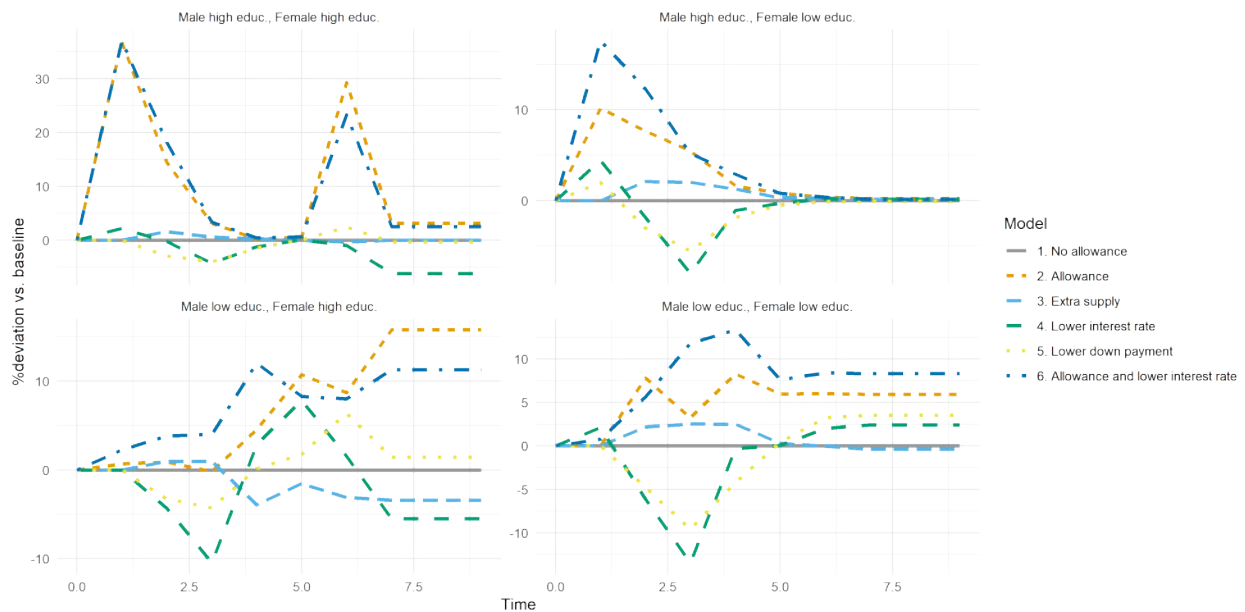 Male high educ., Female high educ.
Male high educ., Female low educ.
30
20
10
0
10
0
%deviation vs. baseline
Male low educ., Female high educ.
Male low educ., Female low educ.
10
0
-10
10
5
0
-5
-10
0.0
2.5
5.0
7.5
0.0
2.5
5.0
7.5
Time
Model
1. No allowance
2. Allowance
3. Extra supply
4. Lower interest rate
5. Lower down payment
6. Allowance and lower interest rate